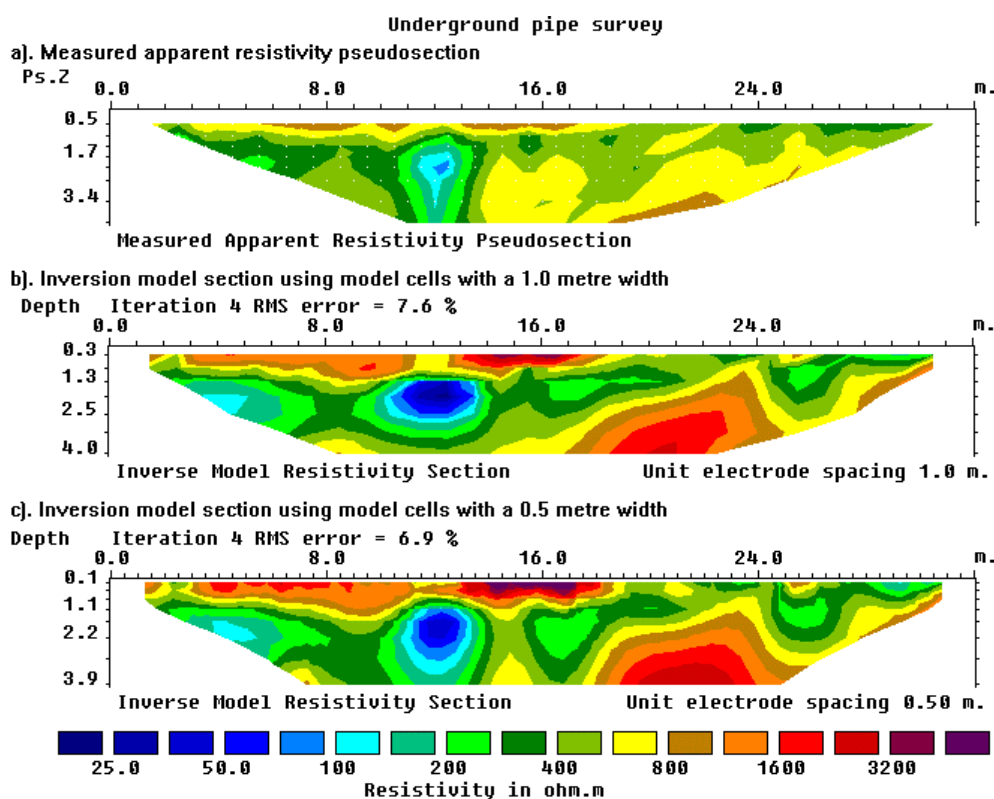 Underground pipe survey
a). Measured apparent resistivity pseudosection
Ps.Z 0.0 8.0 16.0 24.0 m.
0.5
1.7
3.4
Measured Apparent Resistivity Pseudosection
b). Inversion model section using model cells with a 1.0 metre width
Depth Iteration 4 RMS error = 7.6 %
0.0 8.0 16.0 24.0 m.
0.3
1.3
2.5
4.0
Inverse Model Resistivity Section Unit electrode spacing 1.0 m.
c). Inversion model section using model cells with a 0.5 metre width
Depth Iteration 4 RMS error = 6.9 %
0.0 8.0 16.0 24.0 m.
0.1
1.1
2.2
3.9
Inverse Model Resistivity Section Unit electrode spacing 0.50 m.
25.0 50.0 100 200 400 800 1600 3200
Resistivity in ohm.m